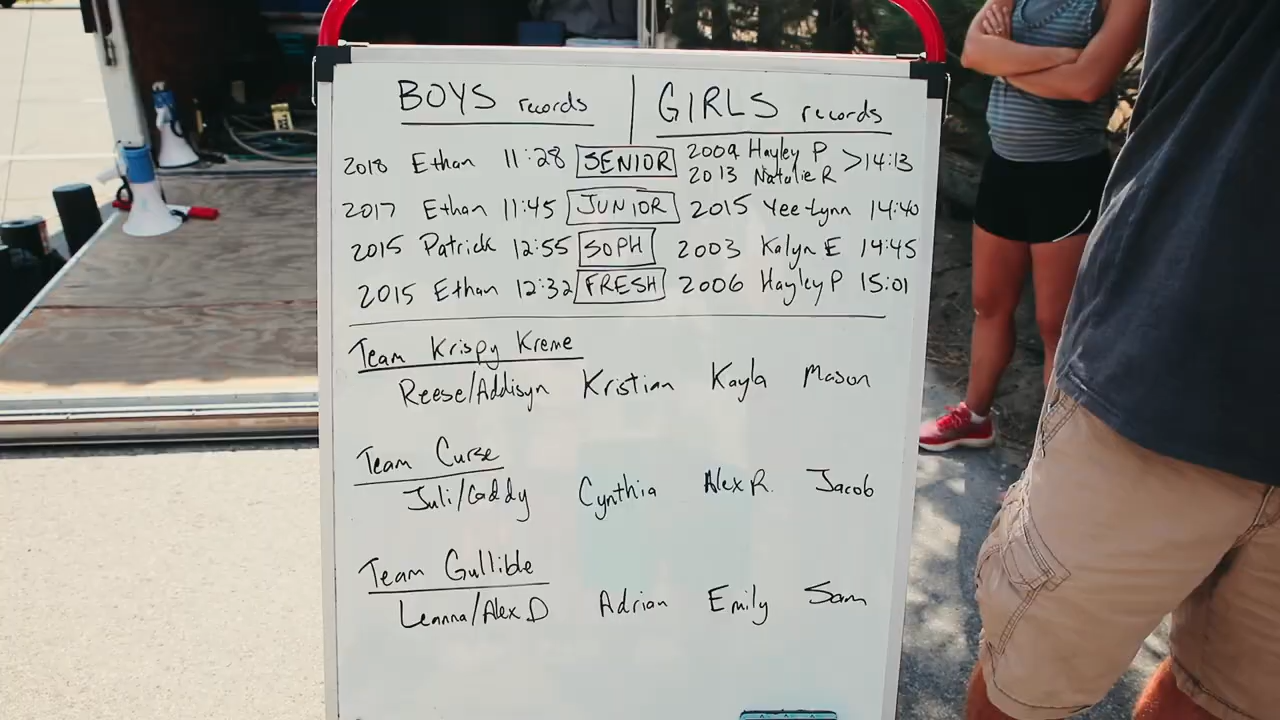 BOYS records | GIRLS records
2018 Ethan 11:28 SENIOR 2009 Hayley P > 14:13
2013 Natalie R
2017 Ethan 11:45 JUNIOR 2015 Yee-Lynn 14:40
2015 Patrick 12:55 SOPH 2003 Kalyn E 14:45
2015 Ethan 12:32 FRESH 2006 Hayley P 15:01
Team Krispy Kreme
Reese/Addisyn Kristian Kayla Mason
Team Curse
Juli/Caddy Cynthia Alex R. Jacob
Team Gullible
Leanna/Alex D Adrian Emily Sam